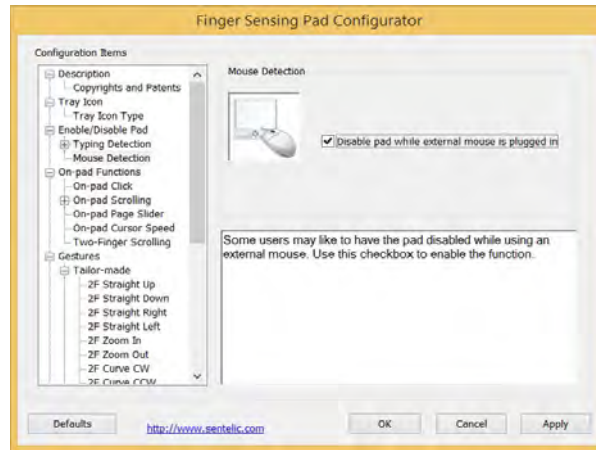 Finger Sensing Pad Configurator
Configuration Items
Description
Copyrights and Patents
Tray Icon
Tray Icon Type
Enable/Disable Pad
Typing Detection
Mouse Detection
On-pad Functions
On-pad Click
On-pad Scrolling
On-pad Page Slider
On-pad Cursor Speed
Two-Finger Scrolling
Gestures
Tailor-made
2F Straight Up
2F Straight Down
2F Straight Right
2F Straight Left
2F Zoom In
2F Zoom Out
2F Curve CW
2F Curve CCW
Mouse Detection
Disable pad while external mouse is plugged in
Some users may like to have the pad disabled while using an
external mouse. Use this checkbox to enable the function.
Defaults
http://www.sentelic.com
OK
Cancel
Apply